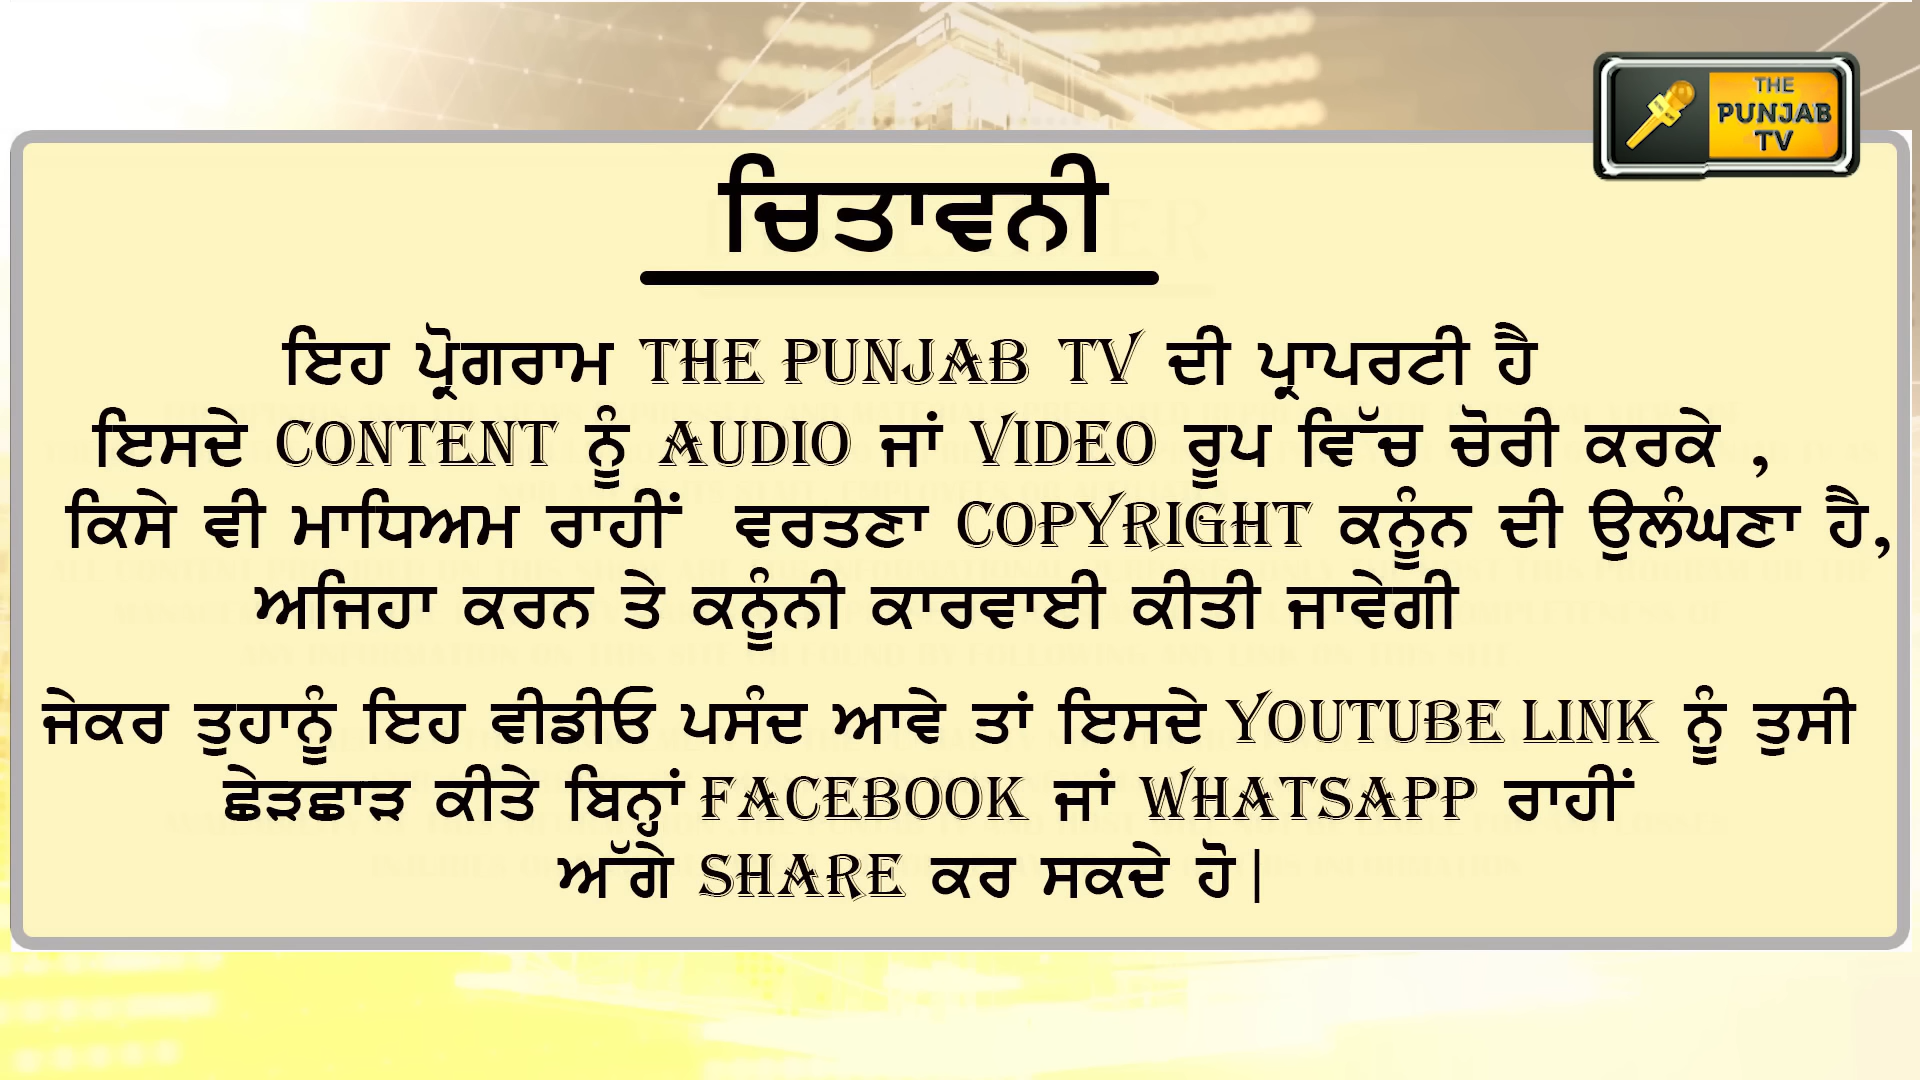 THE
PUNJAB
TV
ਚਿਤਾਵਨੀ
ਇਹ ਪ੍ਰੋਗਰਾਮ THE PUNJAB TV ਦੀ ਪ੍ਰਾਪਰਟੀ ਹੈ
ਇਸਦੇ CONTENT ਨੂੰ AUDIO ਜਾਂ VIDEO ਰੂਪ ਵਿੱਚ ਚੋਰੀ ਕਰਕੇ ,
ਕਿਸੇ ਵੀ ਮਾਧਿਅਮ ਰਾਹੀਂ ਵਰਤਣਾ COPYRIGHT ਕਨੂੰਨ ਦੀ ਉਲੰਘਣਾ ਹੈ,
ਅਜਿਹਾ ਕਰਨ ਤੇ ਕਨੂੰਨੀ ਕਾਰਵਾਈ ਕੀਤੀ ਜਾਵੇਗੀ
ਜੇਕਰ ਤੁਹਾਨੂੰ ਇਹ ਵੀਡੀਓ ਪਸੰਦ ਆਵੇ ਤਾਂ ਇਸਦੇ YOUTUBE LINK ਨੂੰ ਤੁਸੀ
ਛੇੜਛਾੜ ਕੀਤੇ ਬਿਨ੍ਹਾਂ FACEBOOK ਜਾਂ WHATSAPP ਰਾਹੀਂ
ਅੱਗੇ SHARE ਕਰ ਸਕਦੇ ਹੋ|